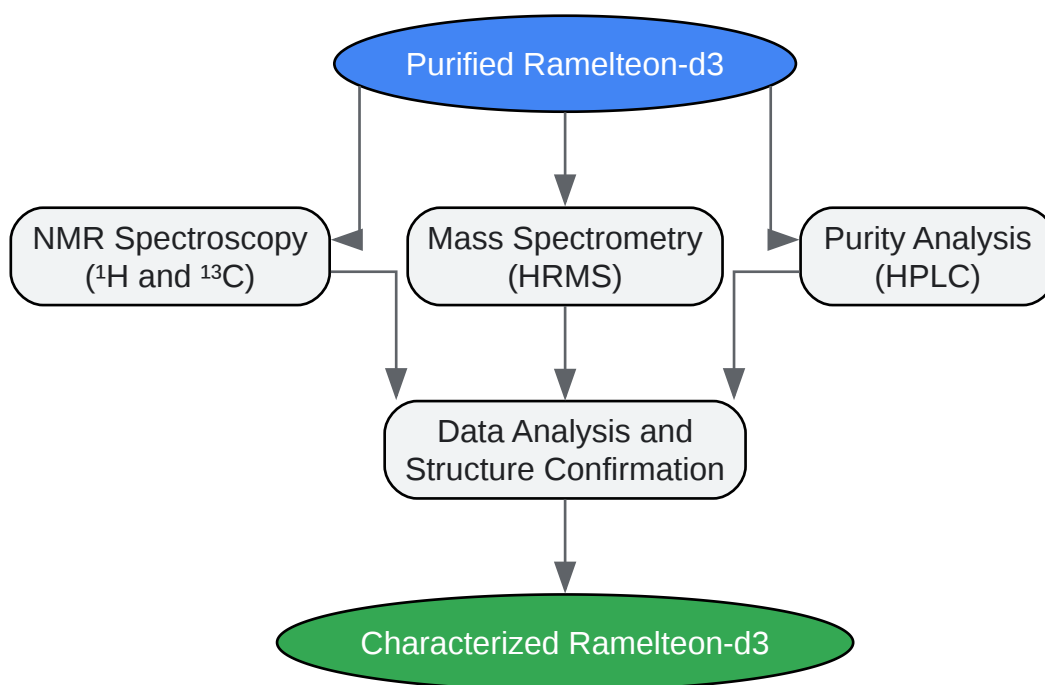 Purified Ramelteon-d3
NMR Spectroscopy
(¹H and ¹³C)
Mass Spectrometry
(HRMS)
Purity Analysis
(HPLC)
Data Analysis and
Structure Confirmation
Characterized Ramelteon-d3